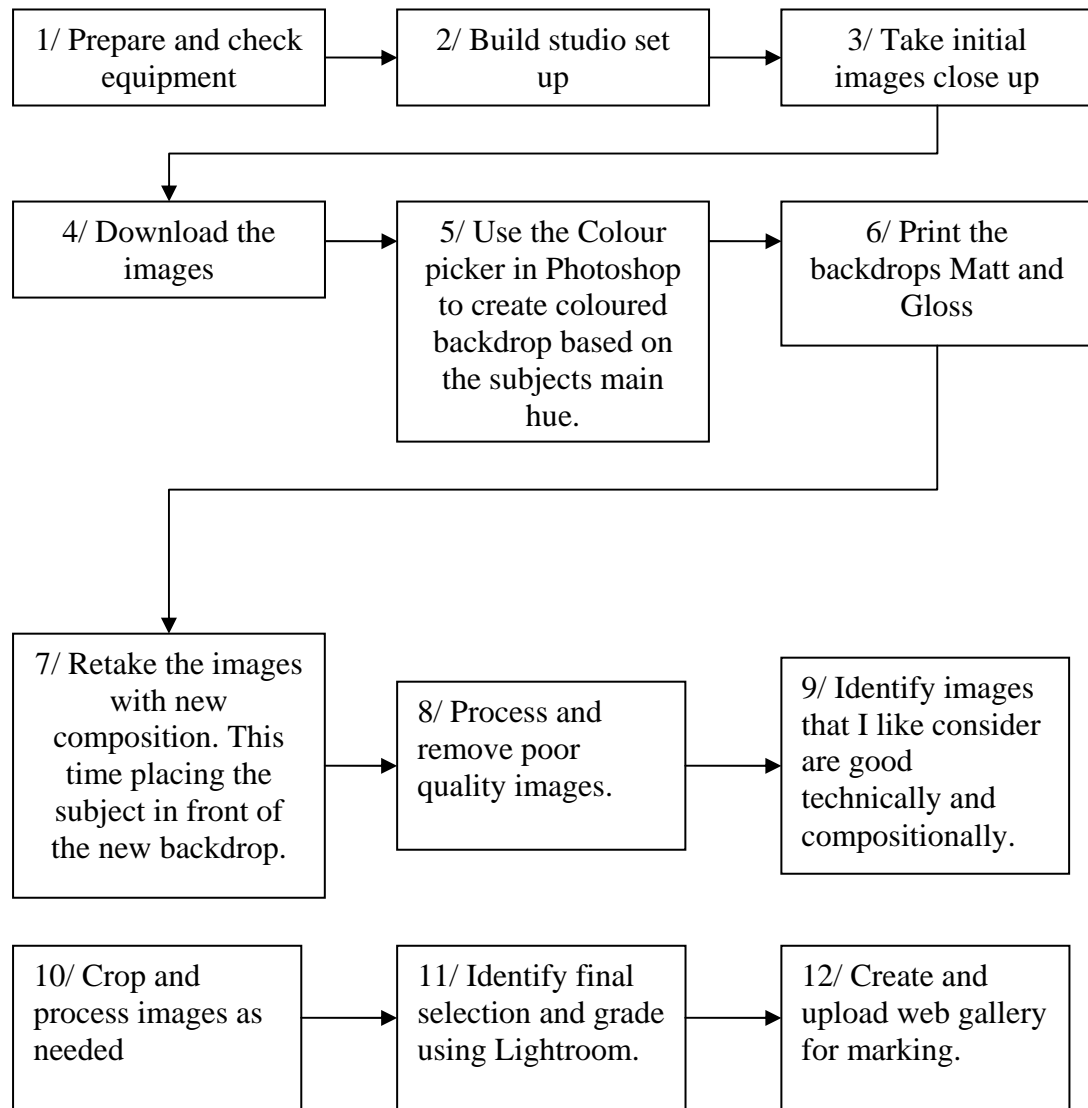 1/ Prepare and check
equipment
2/ Build studio set
up
3/ Take initial
images close up
4/ Download the
images
5/ Use the Colour
picker in Photoshop
to create coloured
backdrop based on
the subjects main
hue.
6/ Print the
backdrops Matt and
Gloss
7/ Retake the images
with new
composition. This
time placing the
subject in front of
the new backdrop.
8/ Process and
remove poor
quality images.
9/ Identify images
that I like consider
are good
technically and
compositionally.
10/ Crop and
process images as
needed
11/ Identify final
selection and grade
using Lightroom.
12/ Create and
upload web gallery
for marking.